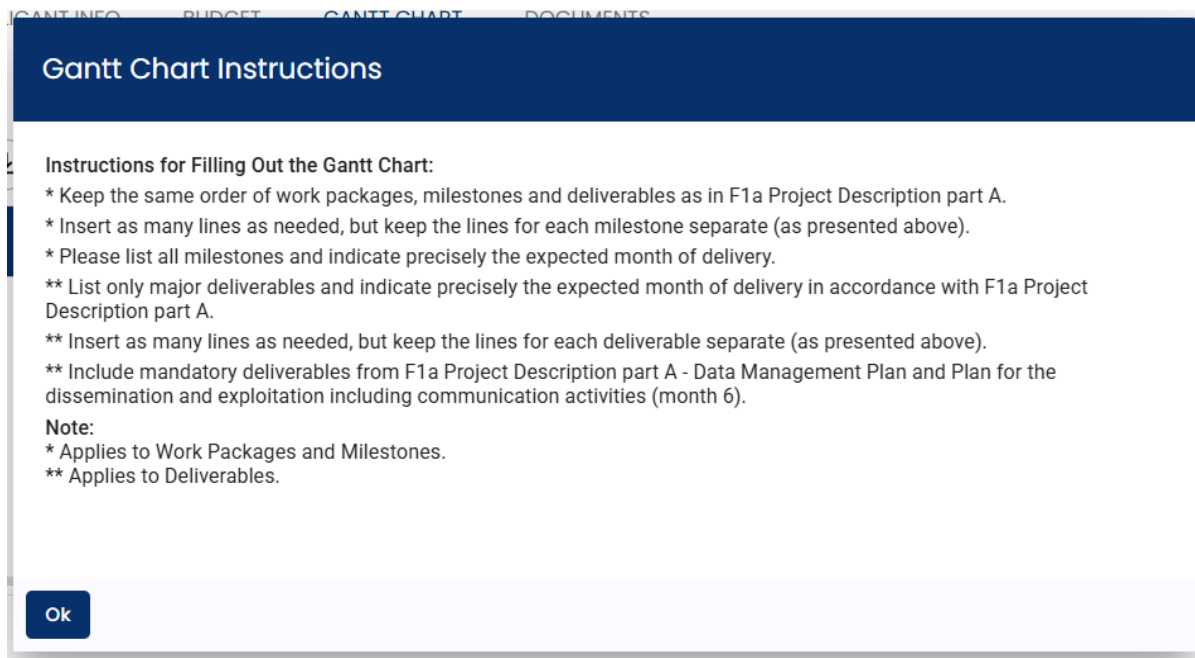 LICANT INFO BUDGET GANTT CHART DOCUMENTS
Gantt Chart Instructions
Instructions for Filling Out the Gantt Chart:
* Keep the same order of work packages, milestones and deliverables as in F1a Project Description part A.
* Insert as many lines as needed, but keep the lines for each milestone separate (as presented above).
* Please list all milestones and indicate precisely the expected month of delivery.
** List only major deliverables and indicate precisely the expected month of delivery in accordance with F1a Project
Description part A.
** Insert as many lines as needed, but keep the lines for each deliverable separate (as presented above).
** Include mandatory deliverables from F1a Project Description part A - Data Management Plan and Plan for the
dissemination and exploitation including communication activities (month 6).
Note:
* Applies to Work Packages and Milestones.
** Applies to Deliverables.
Ok